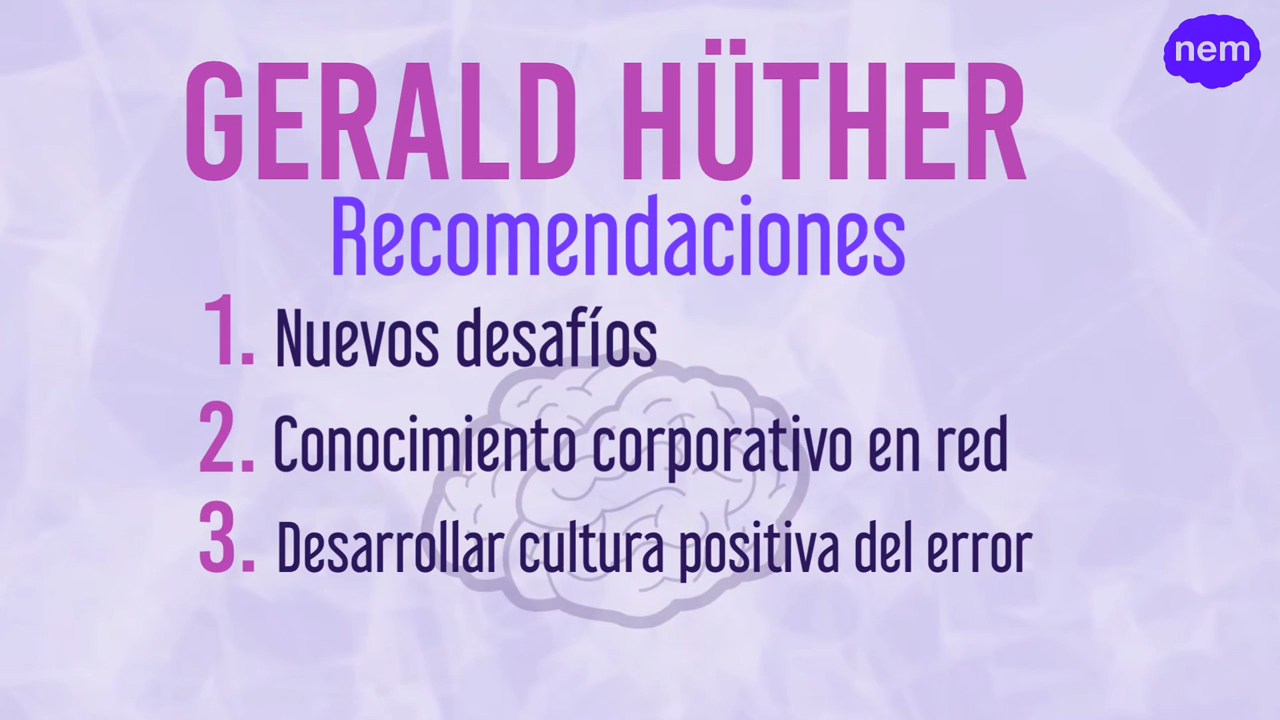 nem
GERALD HÜTHER
Recomendaciones
1. Nuevos desafíos
2. Conocimiento corporativo en red
3. Desarrollar cultura positiva del error